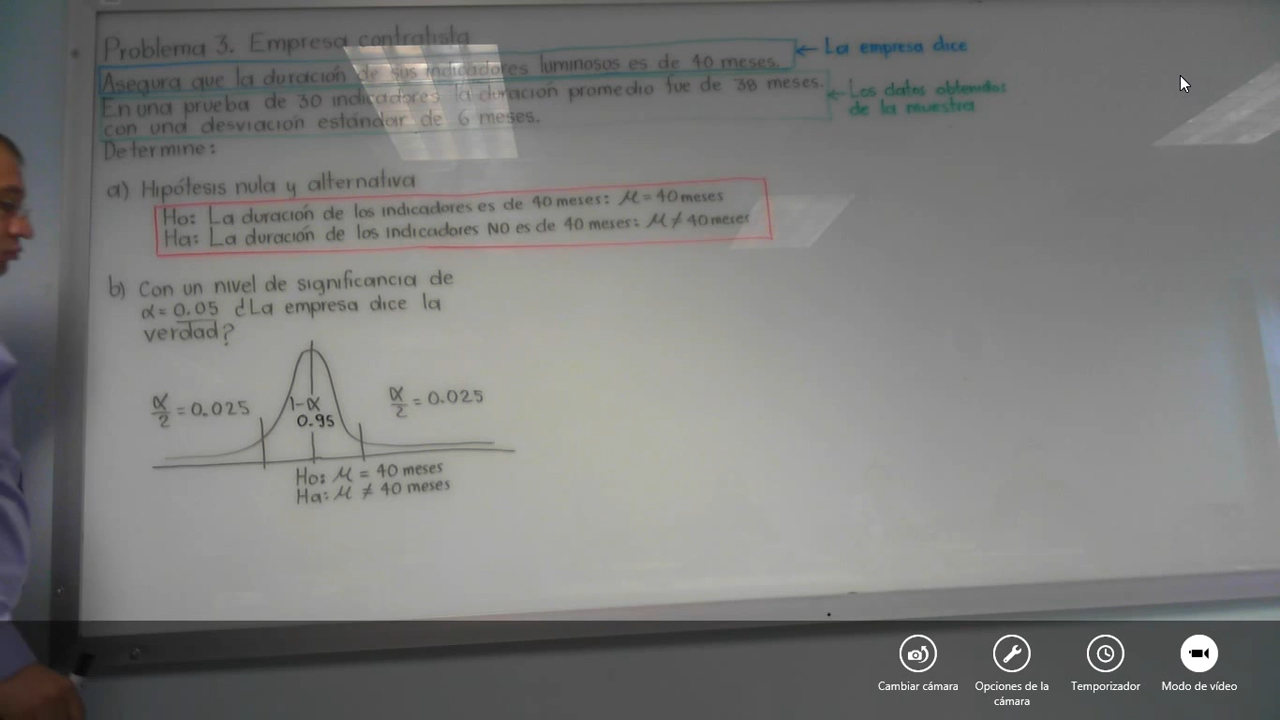 Problema 3. Empresa contratista
← La empresa dice
Asegura que la duración de sus indicadores luminosos es de 40 meses.
En una prueba de 30 indicadores la duración promedio fue de 38 meses.
con una desviación estándar de 6 meses.
← Los datos obtenidos
de la muestra
Determine:
a) Hipótesis nula y alternativa
Ho: La duración de los indicadores es de 40 meses: μ = 40 meses
Ha: La duración de los indicadores NO es de 40 meses: μ ≠ 40 meses
b) Con un nivel de significancia de
α = 0.05 ¿La empresa dice la
verdad?
α/2 = 0.025
1-α
0.95
α/2 = 0.025
Ho: μ = 40 meses
Ha: μ ≠ 40 meses
Cambiar cámara
Opciones de la
cámara
Temporizador
Modo de vídeo